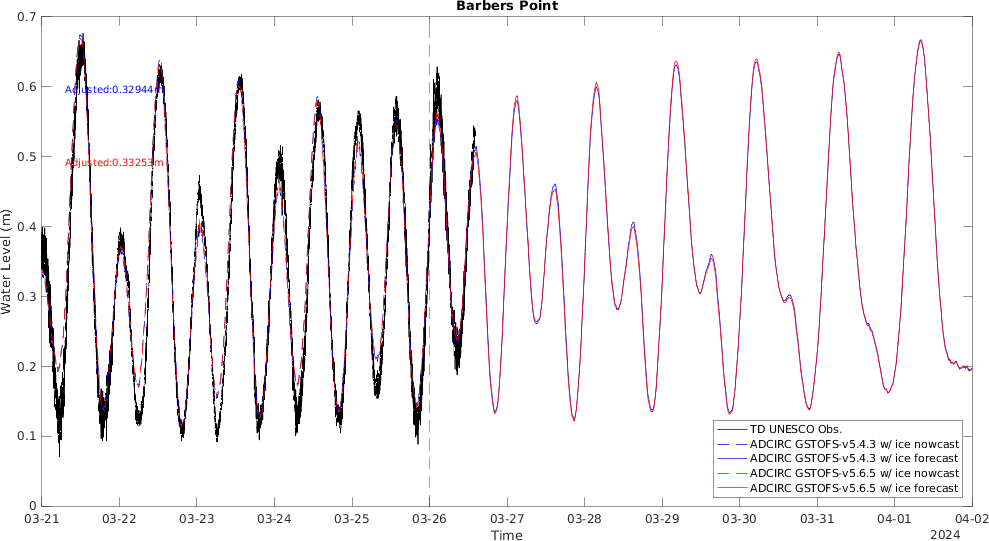 Barbers Point
0.7
0.6
0.5
0.4
0.3
0.2
0.1
0
Water Level (m)
Adjusted:0.32944m
Adjusted:0.33253m
TD UNESCO Obs.
ADCIRC GSTOFS-v5.4.3 w/ ice nowcast
ADCIRC GSTOFS-v5.4.3 w/ ice forecast
ADCIRC GSTOFS-v5.6.5 w/ ice nowcast
ADCIRC GSTOFS-v5.6.5 w/ ice forecast
03-21 03-22 03-23 03-24 03-25 03-26 03-27 03-28 03-29 03-30 03-31 04-01 04-02
Time
2024